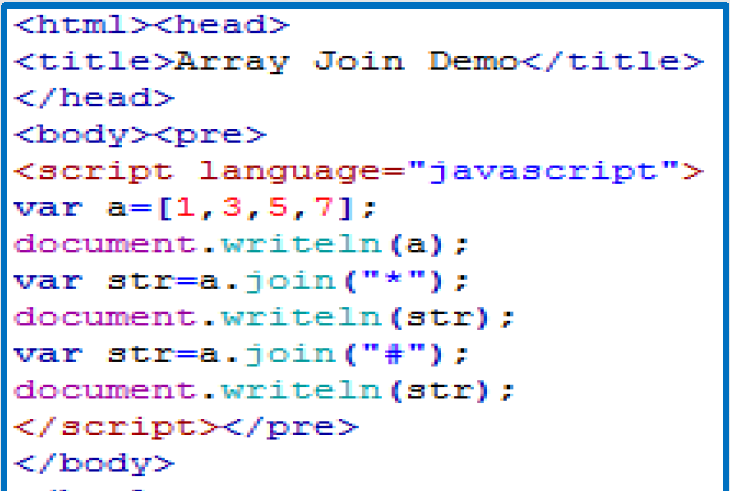 <html><head>
<title>Array Join Demo</title>
</head>
<body><pre>
<script language="javascript">
var a=[1,3,5,7];
document.writeln(a);
var str=a.join("*");
document.writeln(str);
var str=a.join("#");
document.writeln(str);
</script></pre>
</body>